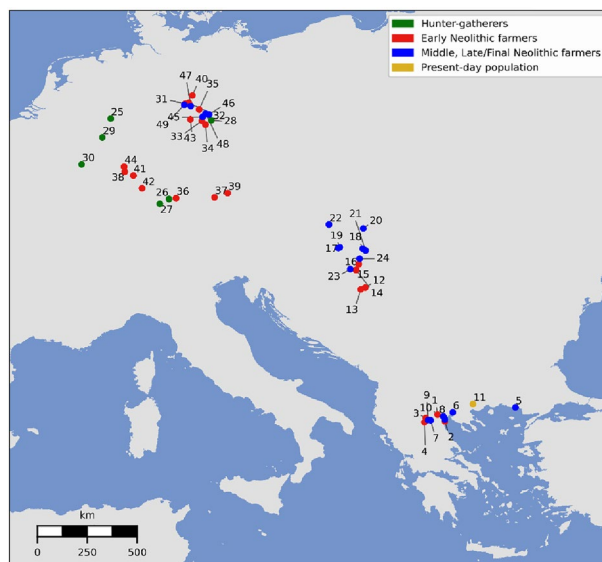 Hunter-gatherers
Early Neolithic farmers
Middle, Late/Final Neolithic farmers
Present-day population
47 40 35
31 46
25
32 28
29 49 45
33 43 34 48
30 44
41
38 42
26 36 37 39
27
21
22 20
19 18
17
24
16
23 15 12
13 14
9 1 11
3 10 8 6 5
4 7 2
km
0 250 500